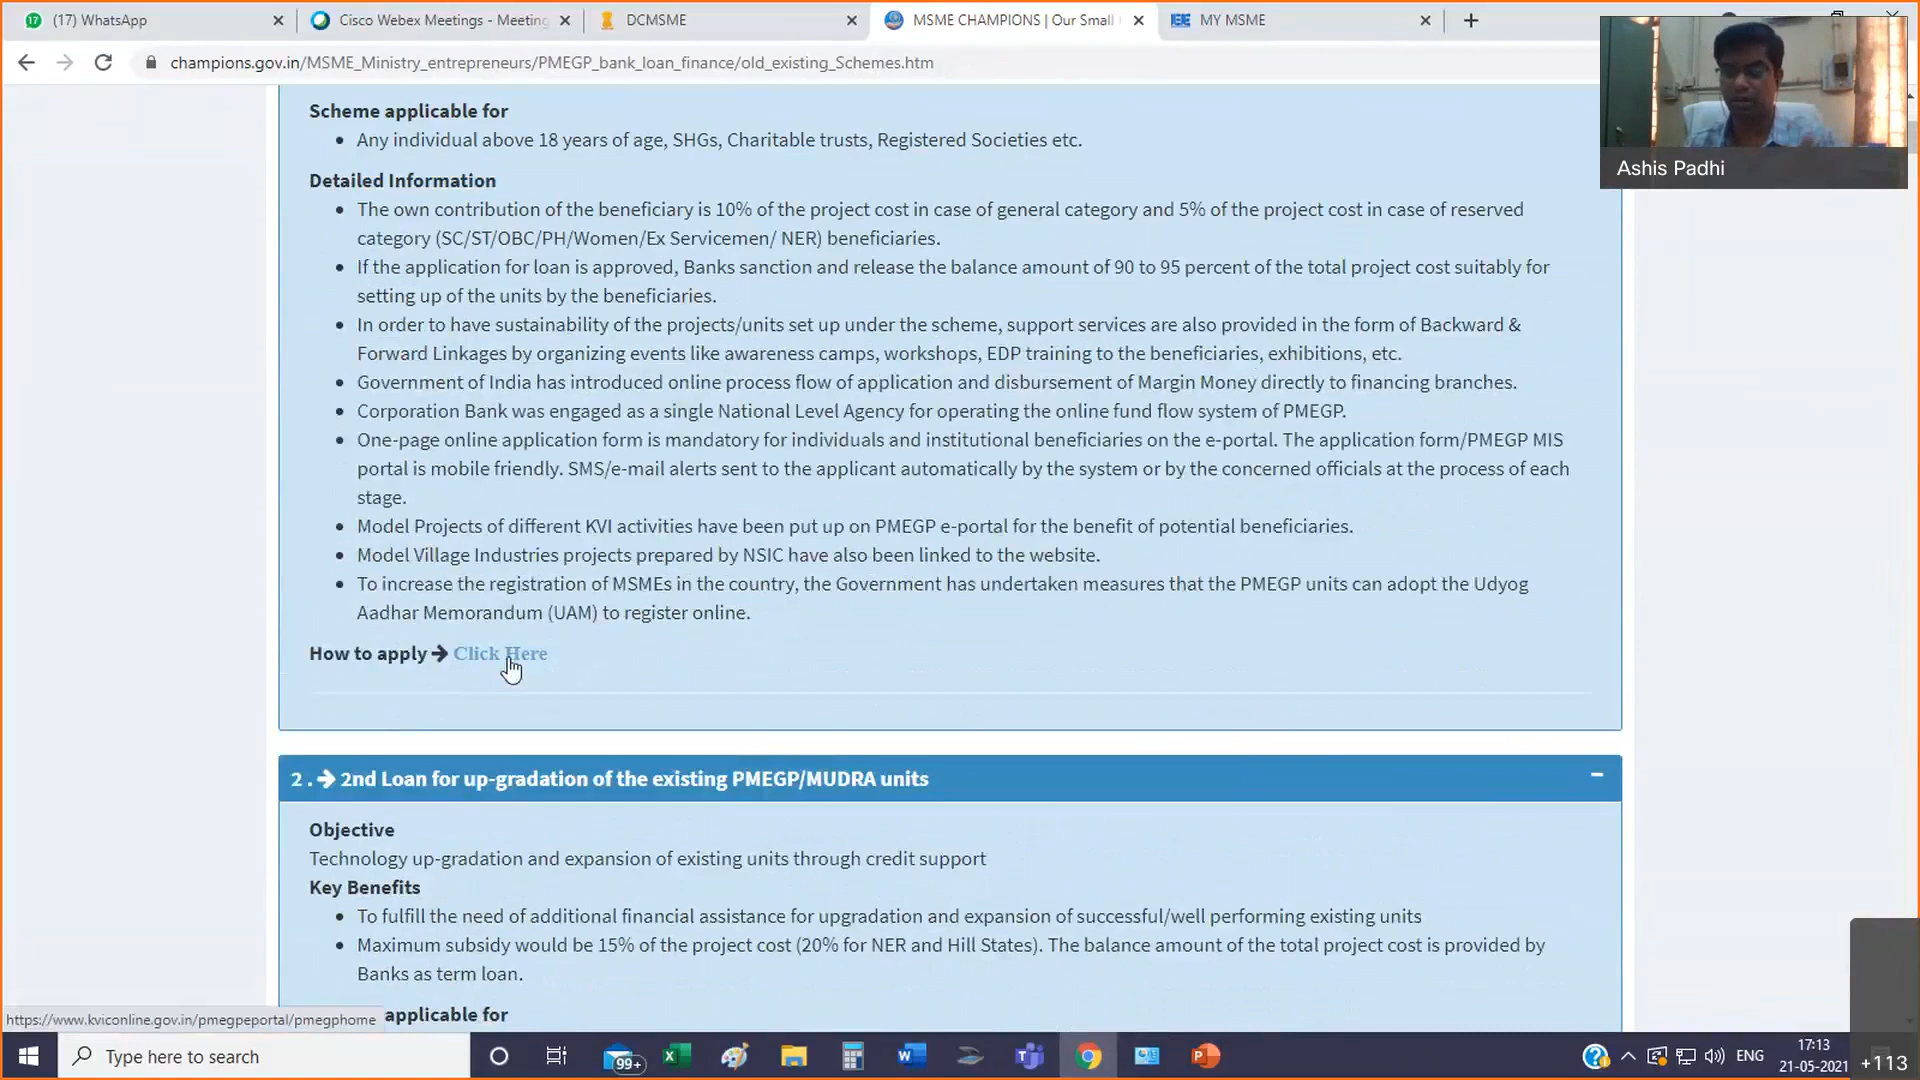 (17) WhatsApp
Cisco Webex Meetings - Meeting
DCMSME
MSME CHAMPIONS | Our Small
MY MSME
champions.gov.in/MSME_Ministry_entrepreneurs/PMEGP_bank_loan_finance/old_existing_Schemes.htm
Ashis Padhi
Scheme applicable for
• Any individual above 18 years of age, SHGs, Charitable trusts, Registered Societies etc.
Detailed Information
• The own contribution of the beneficiary is 10% of the project cost in case of general category and 5% of the project cost in case of reserved
category (SC/ST/OBC/PH/Women/Ex Servicemen/ NER) beneficiaries.
• If the application for loan is approved, Banks sanction and release the balance amount of 90 to 95 percent of the total project cost suitably for
setting up of the units by the beneficiaries.
• In order to have sustainability of the projects/units set up under the scheme, support services are also provided in the form of Backward &
Forward Linkages by organizing events like awareness camps, workshops, EDP training to the beneficiaries, exhibitions, etc.
• Government of India has introduced online process flow of application and disbursement of Margin Money directly to financing branches.
• Corporation Bank was engaged as a single National Level Agency for operating the online fund flow system of PMEGP.
• One-page online application form is mandatory for individuals and institutional beneficiaries on the e-portal. The application form/PMEGP MIS
portal is mobile friendly. SMS/e-mail alerts sent to the applicant automatically by the system or by the concerned officials at the process of each
stage.
• Model Projects of different KVI activities have been put up on PMEGP e-portal for the benefit of potential beneficiaries.
• Model Village Industries projects prepared by NSIC have also been linked to the website.
• To increase the registration of MSMEs in the country, the Government has undertaken measures that the PMEGP units can adopt the Udyog
Aadhar Memorandum (UAM) to register online.
How to apply → Click Here
2 . → 2nd Loan for up-gradation of the existing PMEGP/MUDRA units
Objective
Technology up-gradation and expansion of existing units through credit support
Key Benefits
• To fulfill the need of additional financial assistance for upgradation and expansion of successful/well performing existing units
• Maximum subsidy would be 15% of the project cost (20% for NER and Hill States). The balance amount of the total project cost is provided by
Banks as term loan.
applicable for
https://www.kviconline.gov.in/pmegpeportal/pmegphome
Type here to search
99+
ENG
17:13
21-05-2021
+113